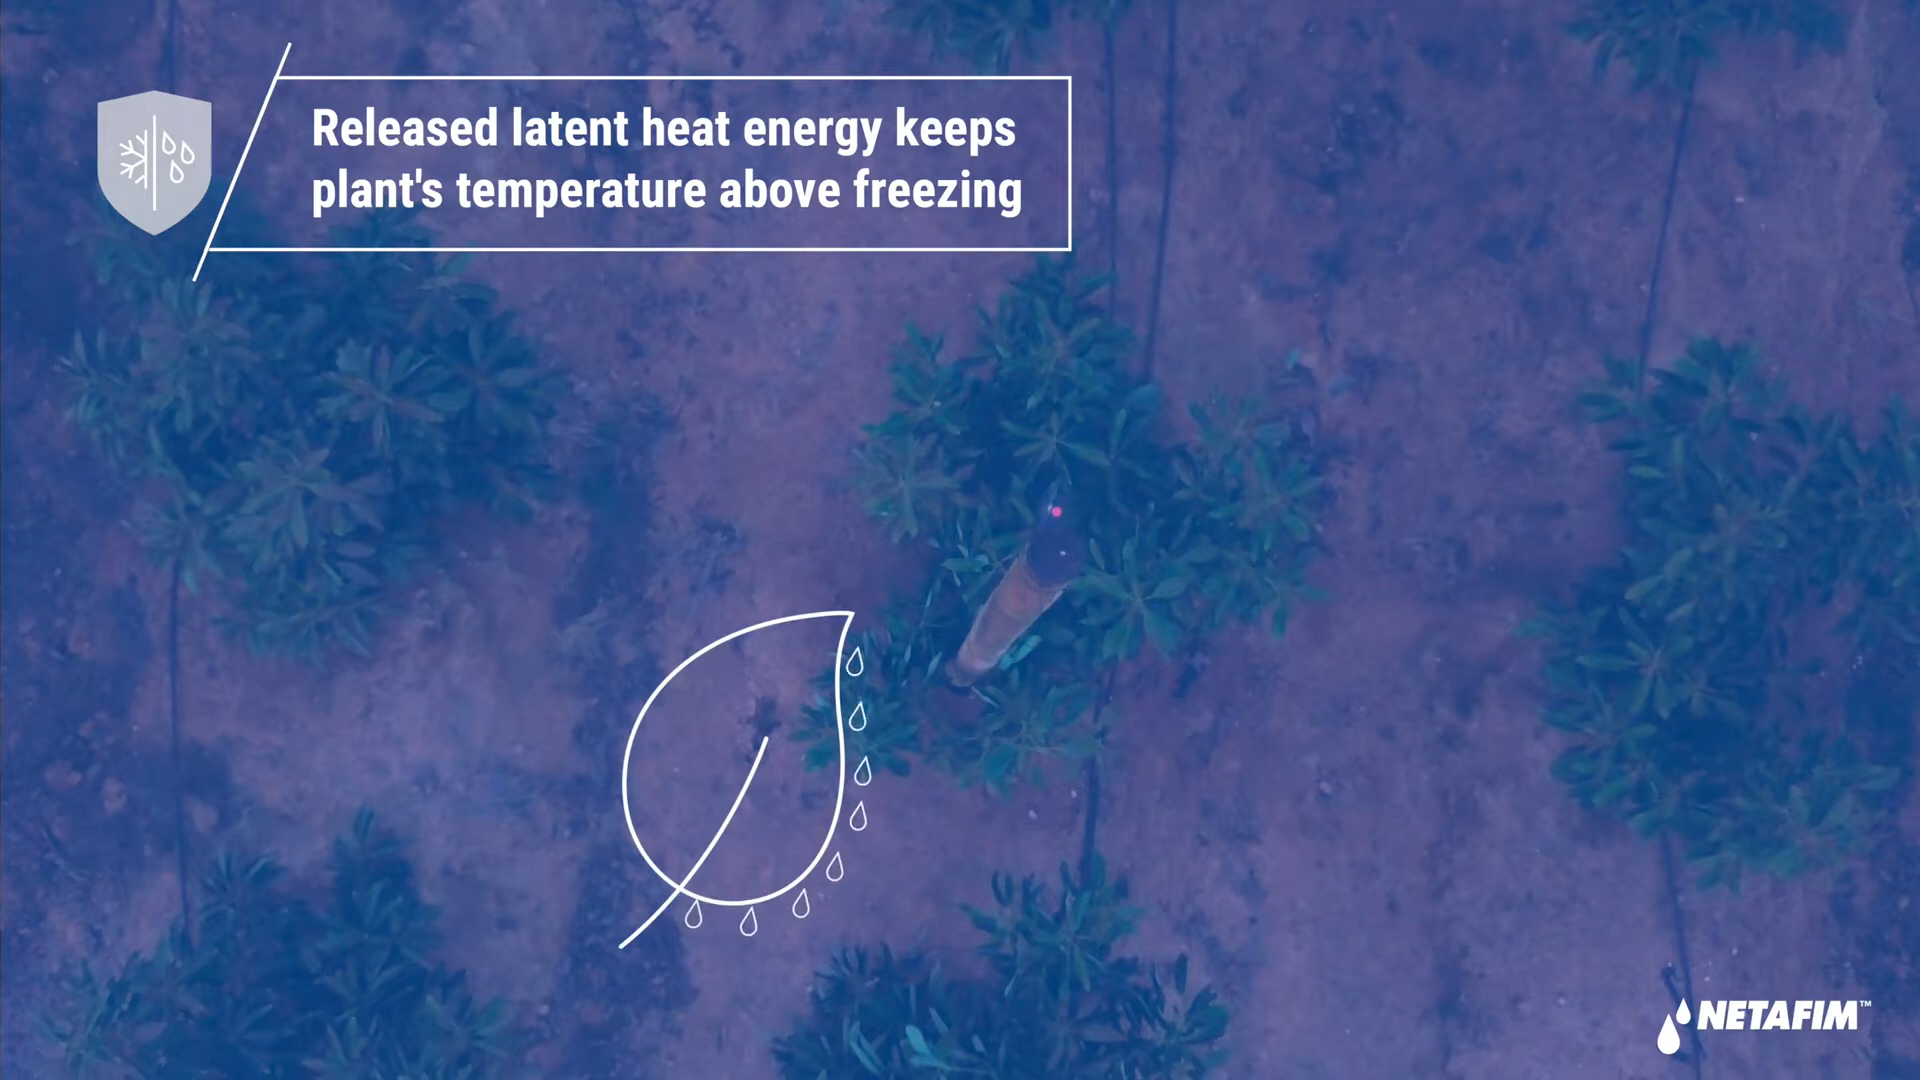 Released latent heat energy keeps
plant's temperature above freezing
NETAFIM™